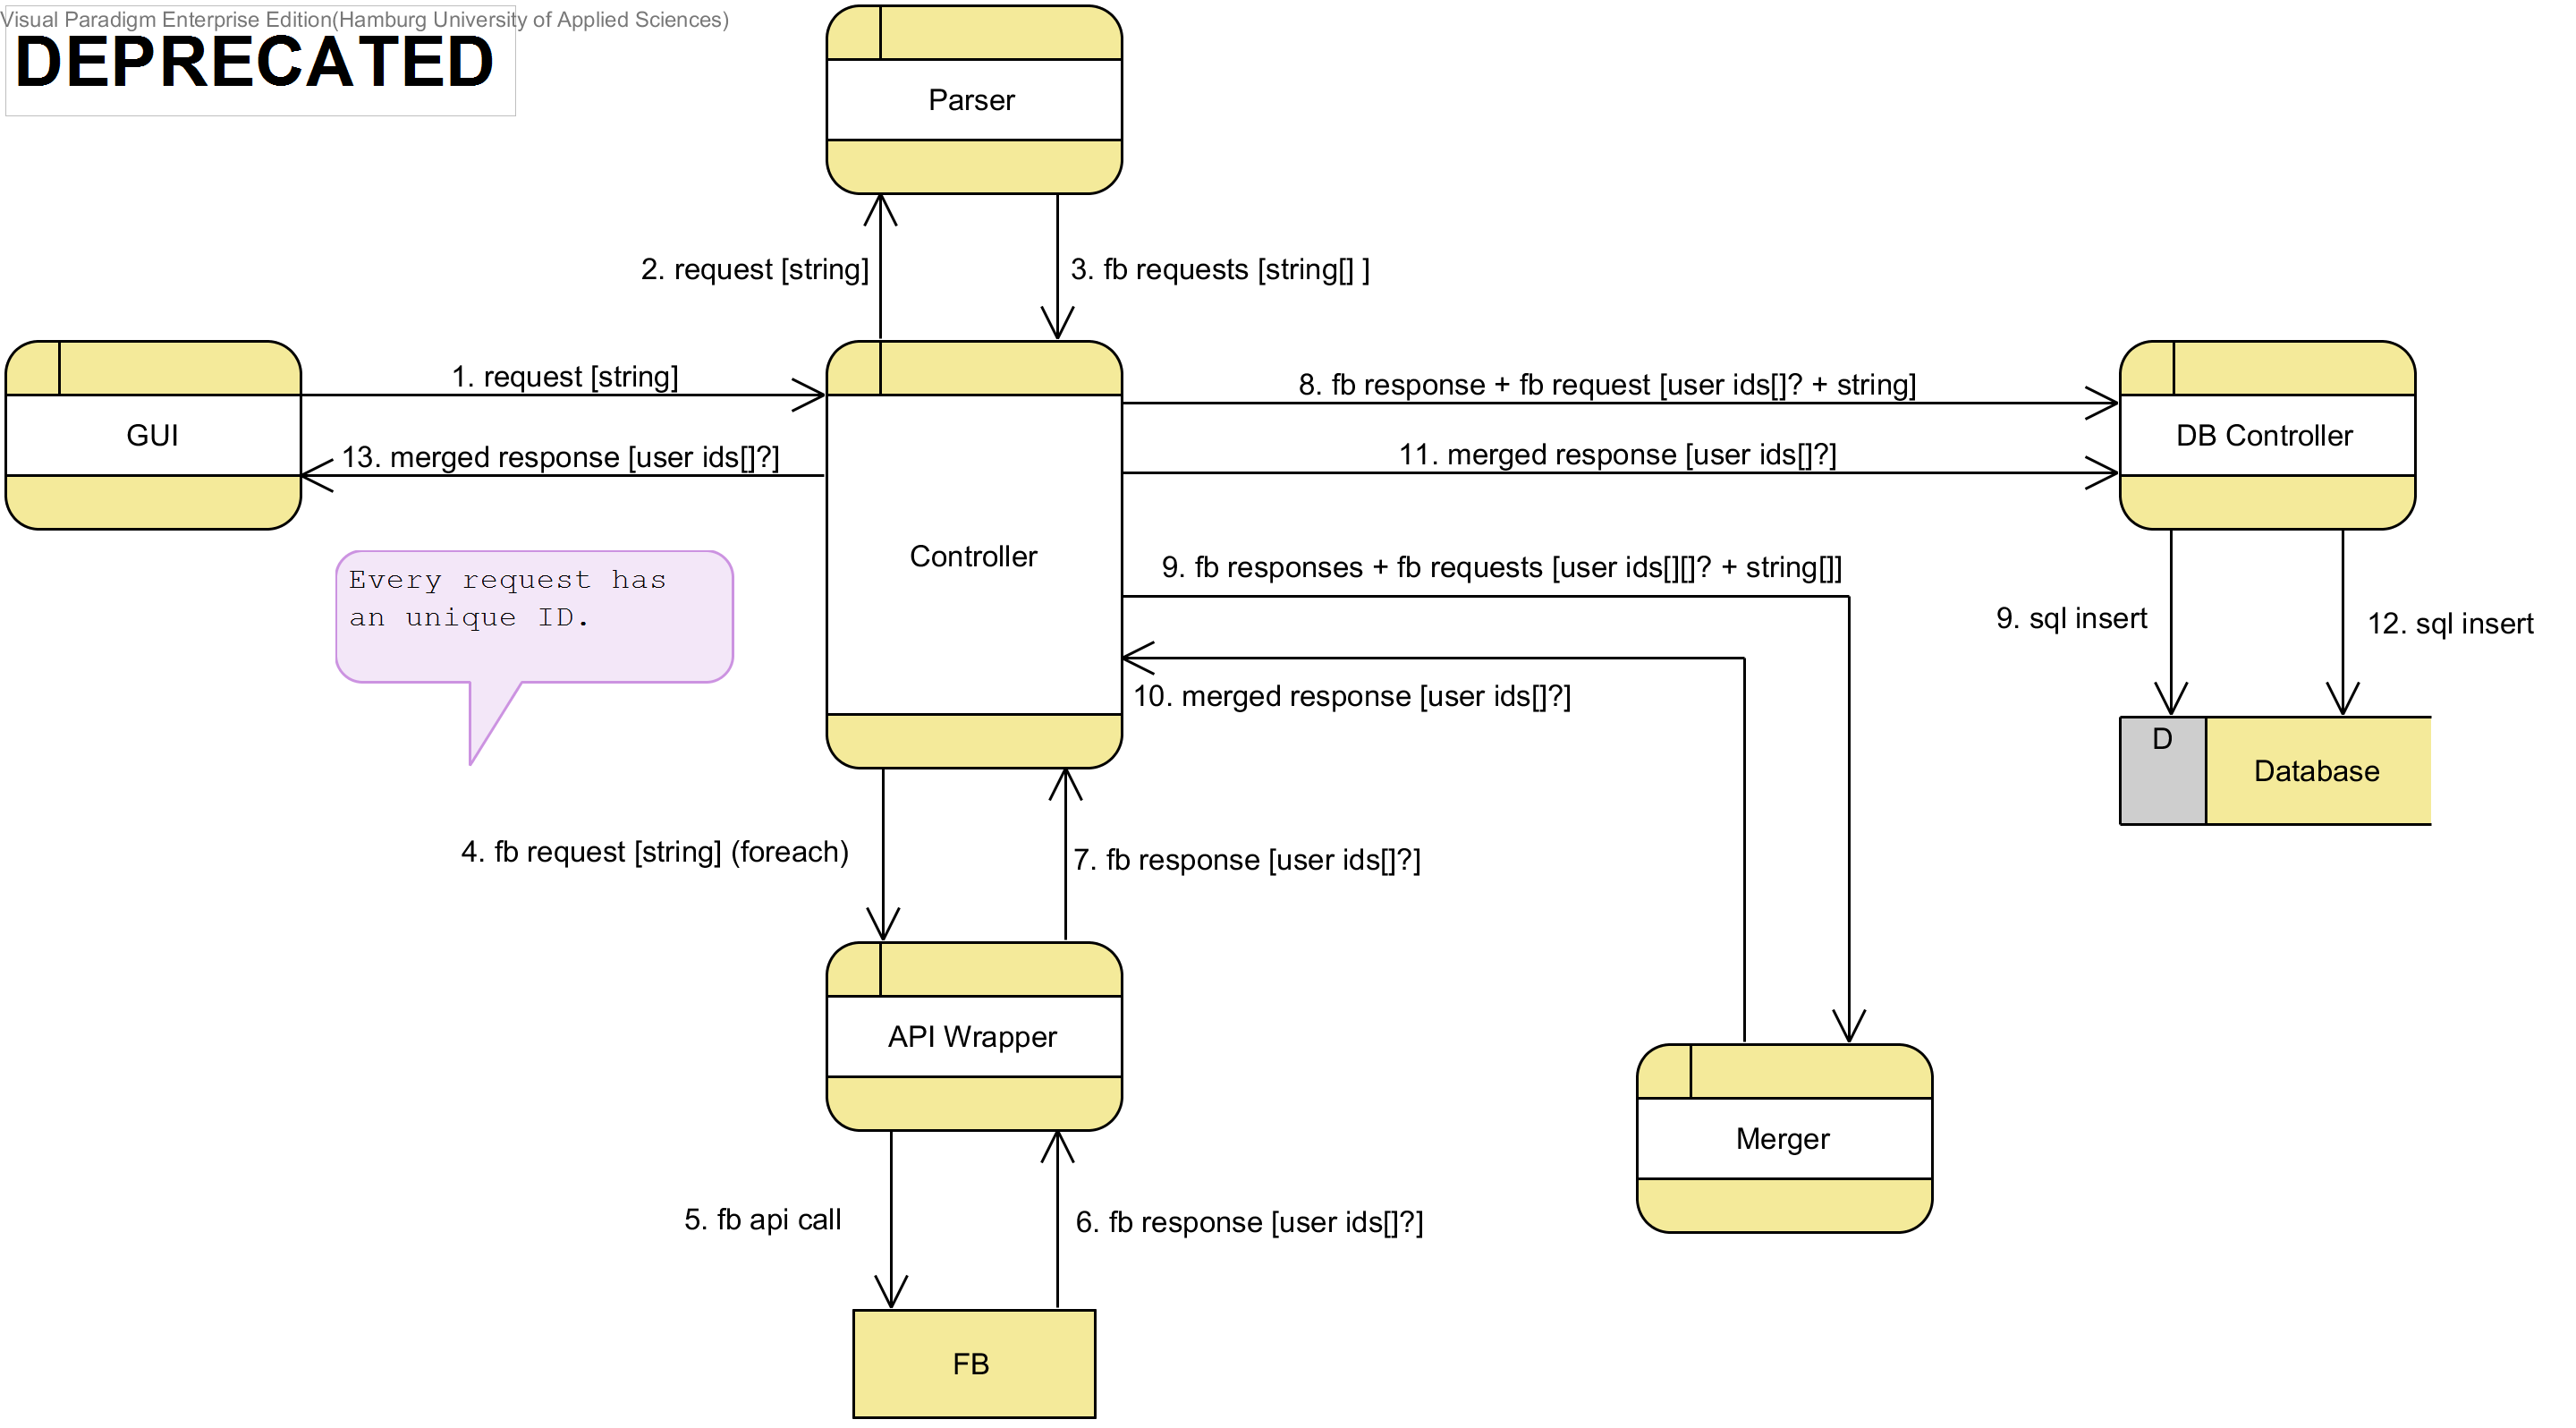 Visual Paradigm Enterprise Edition(Hamburg University of Applied Sciences)
DEPRECATED
Parser
2. request [string]
3. fb requests [string[] ]
1. request [string]
8. fb response + fb request [user ids[]? + string]
GUI
Controller
DB Controller
13. merged response [user ids[]?]
11. merged response [user ids[]?]
Every request has
an unique ID.
9. fb responses + fb requests [user ids[][]? + string[]]
9. sql insert
12. sql insert
10. merged response [user ids[]?]
D
Database
4. fb request [string] (foreach)
7. fb response [user ids[]?]
API Wrapper
Merger
5. fb api call
6. fb response [user ids[]?]
FB